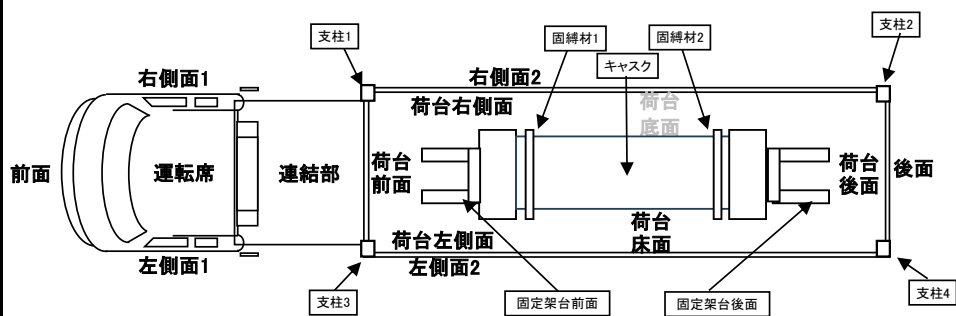 支柱1
固縛材1
固縛材2
支柱2
キャスク
右側面1
右側面2
荷台右側面
荷台
底面
前面
運転席
連結部
荷台
前面
荷台
後面
後面
荷台
床面
荷台左側面
左側面1
左側面2
支柱3
固定架台前面
固定架台後面
支柱4